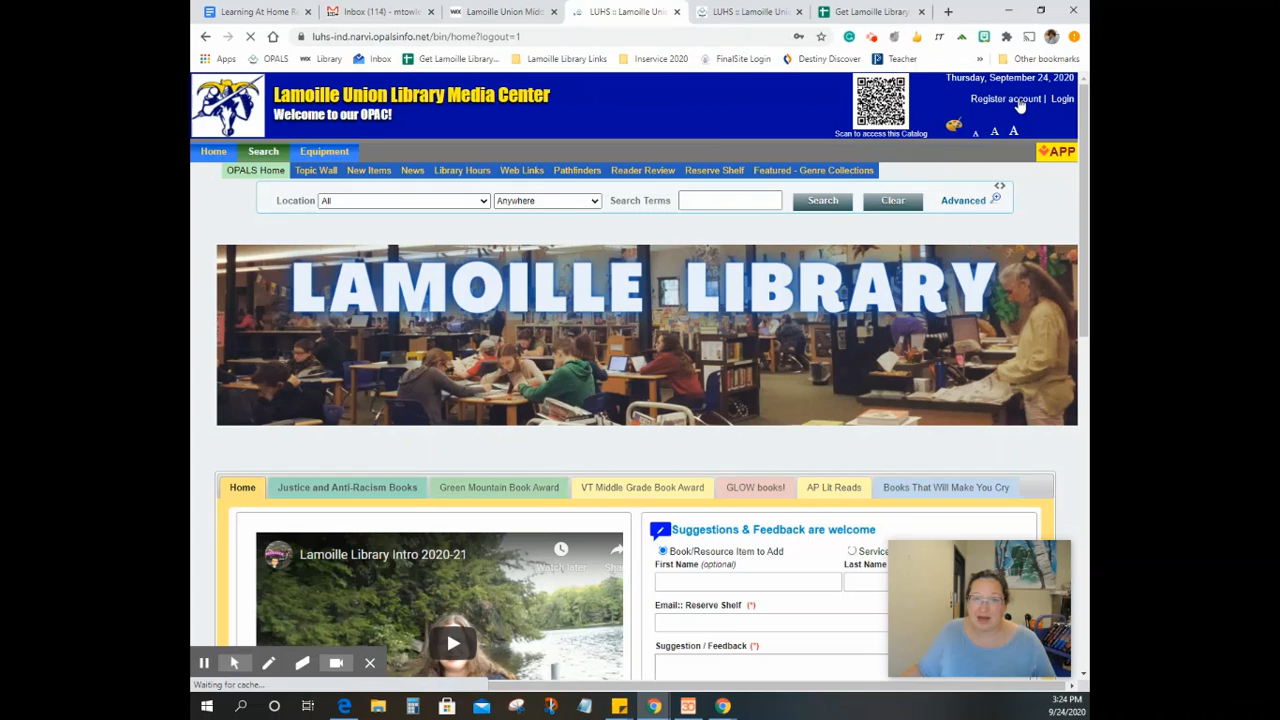 Learning At Home Re
Inbox (114) - mtowle
Lamoille Union Midd
LUHS :: Lamoille Unio
LUHS :: Lamoille Uni
Get Lamoille Library
luhs-ind.narvi.opalsinfo.net/bin/home?logout=1
Apps
OPALS
Library
Inbox
Get Lamoille Library...
Lamoille Library Links
Inservice 2020
FinalSite Login
Destiny Discover
Teacher
Other bookmarks
Thursday, September 24, 2020
Lamoille Union Library Media Center
Welcome to our OPAC!
Register account | Login
Scan to access this Catalog
A A A
Home Search Equipment
APP
OPALS Home Topic Wall New Items News Library Hours Web Links Pathfinders Reader Review Reserve Shelf Featured - Genre Collections
Location All Anywhere Search Terms Search Clear Advanced
LAMOILLE LIBRARY
Home Justice and Anti-Racism Books Green Mountain Book Award VT Middle Grade Book Award GLOW books! AP Lit Reads Books That Will Make You Cry
Suggestions & Feedback are welcome
Lamoille Library Intro 2020-21
Watch later
Sha
Book/Resource Item to Add
Service
First Name (optional)
Last Name
Email:: Reserve Shelf (*)
Suggestion / Feedback (*)
Waiting for cache...
3:24 PM
9/24/2020